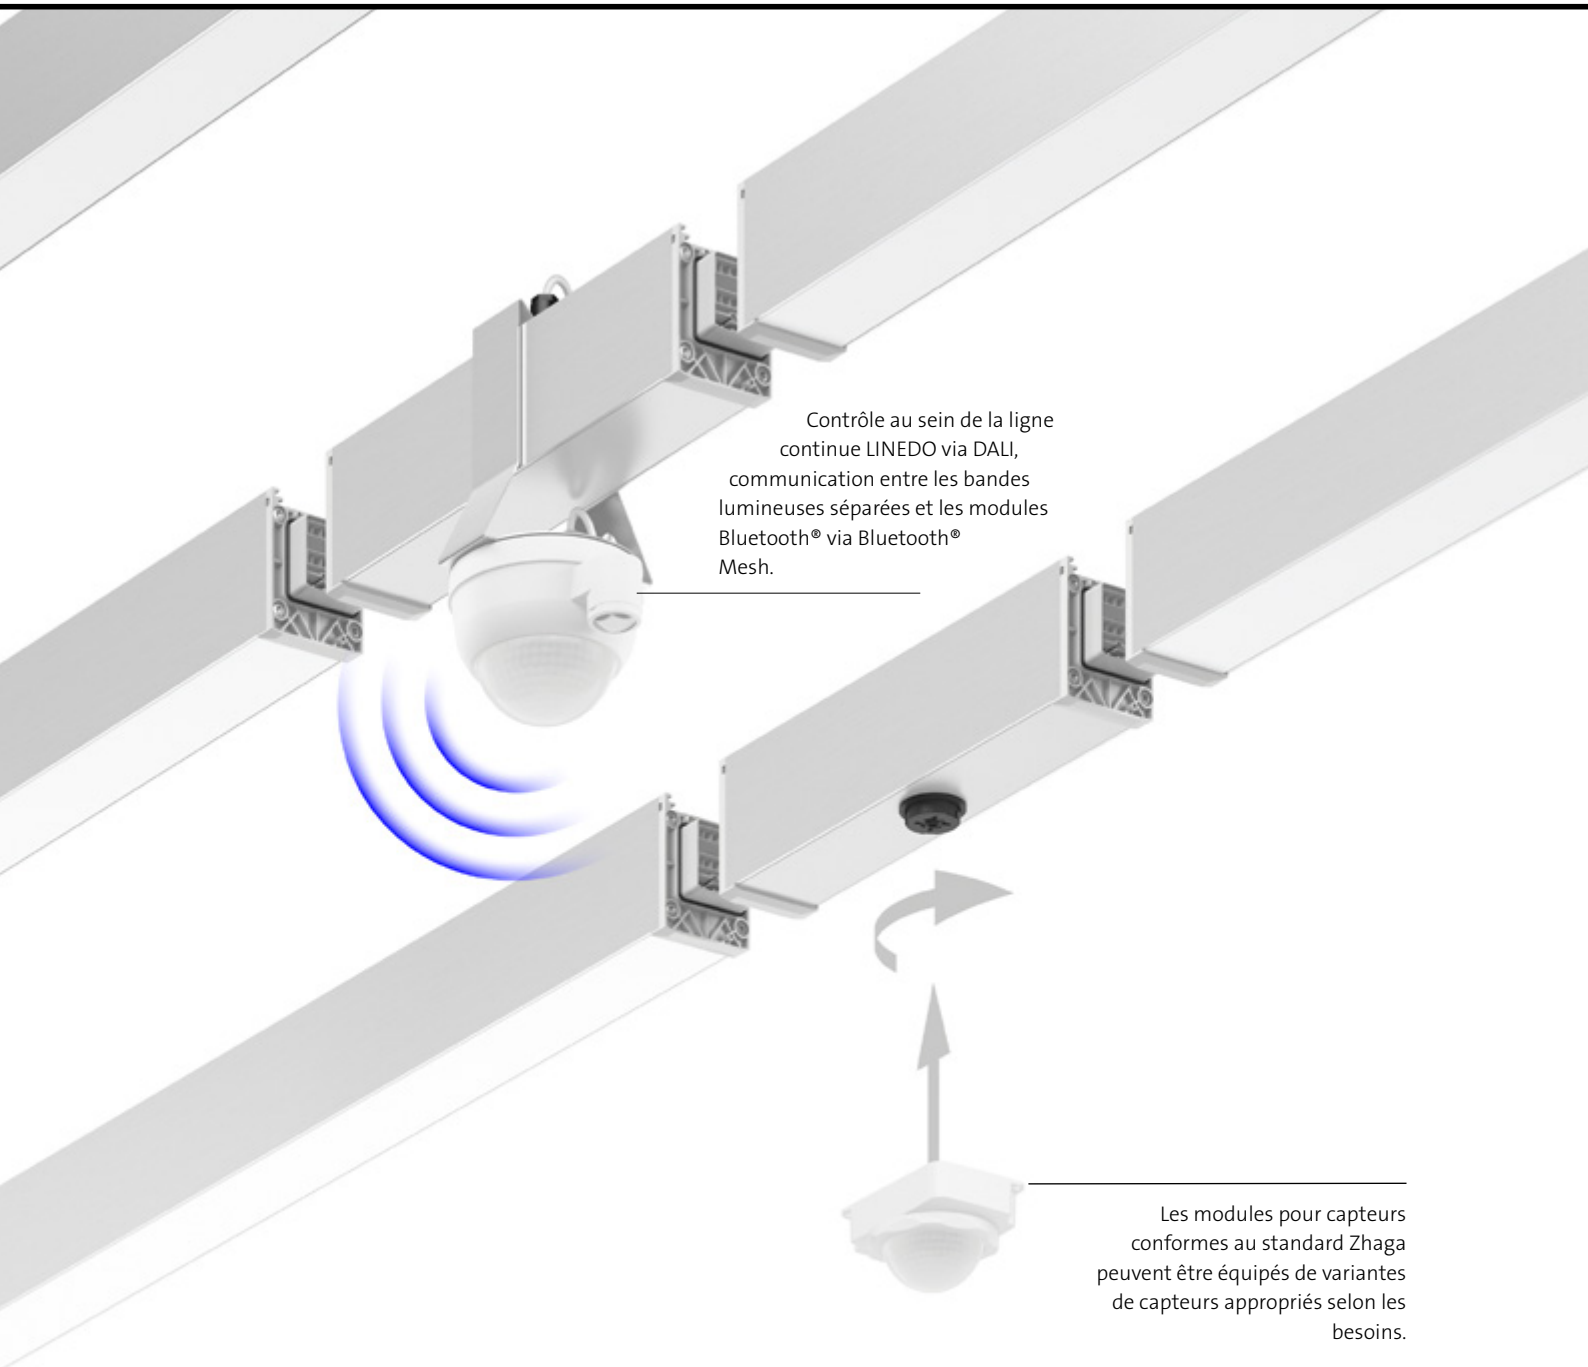 Contrôle au sein de la ligne
continue LINEDO via DALI,
communication entre les bandes
lumineuses séparées et les modules
Bluetooth® via Bluetooth®
Mesh.
Les modules pour capteurs
conformes au standard Zhaga
peuvent être équipés de variantes
de capteurs appropriés selon les
besoins.